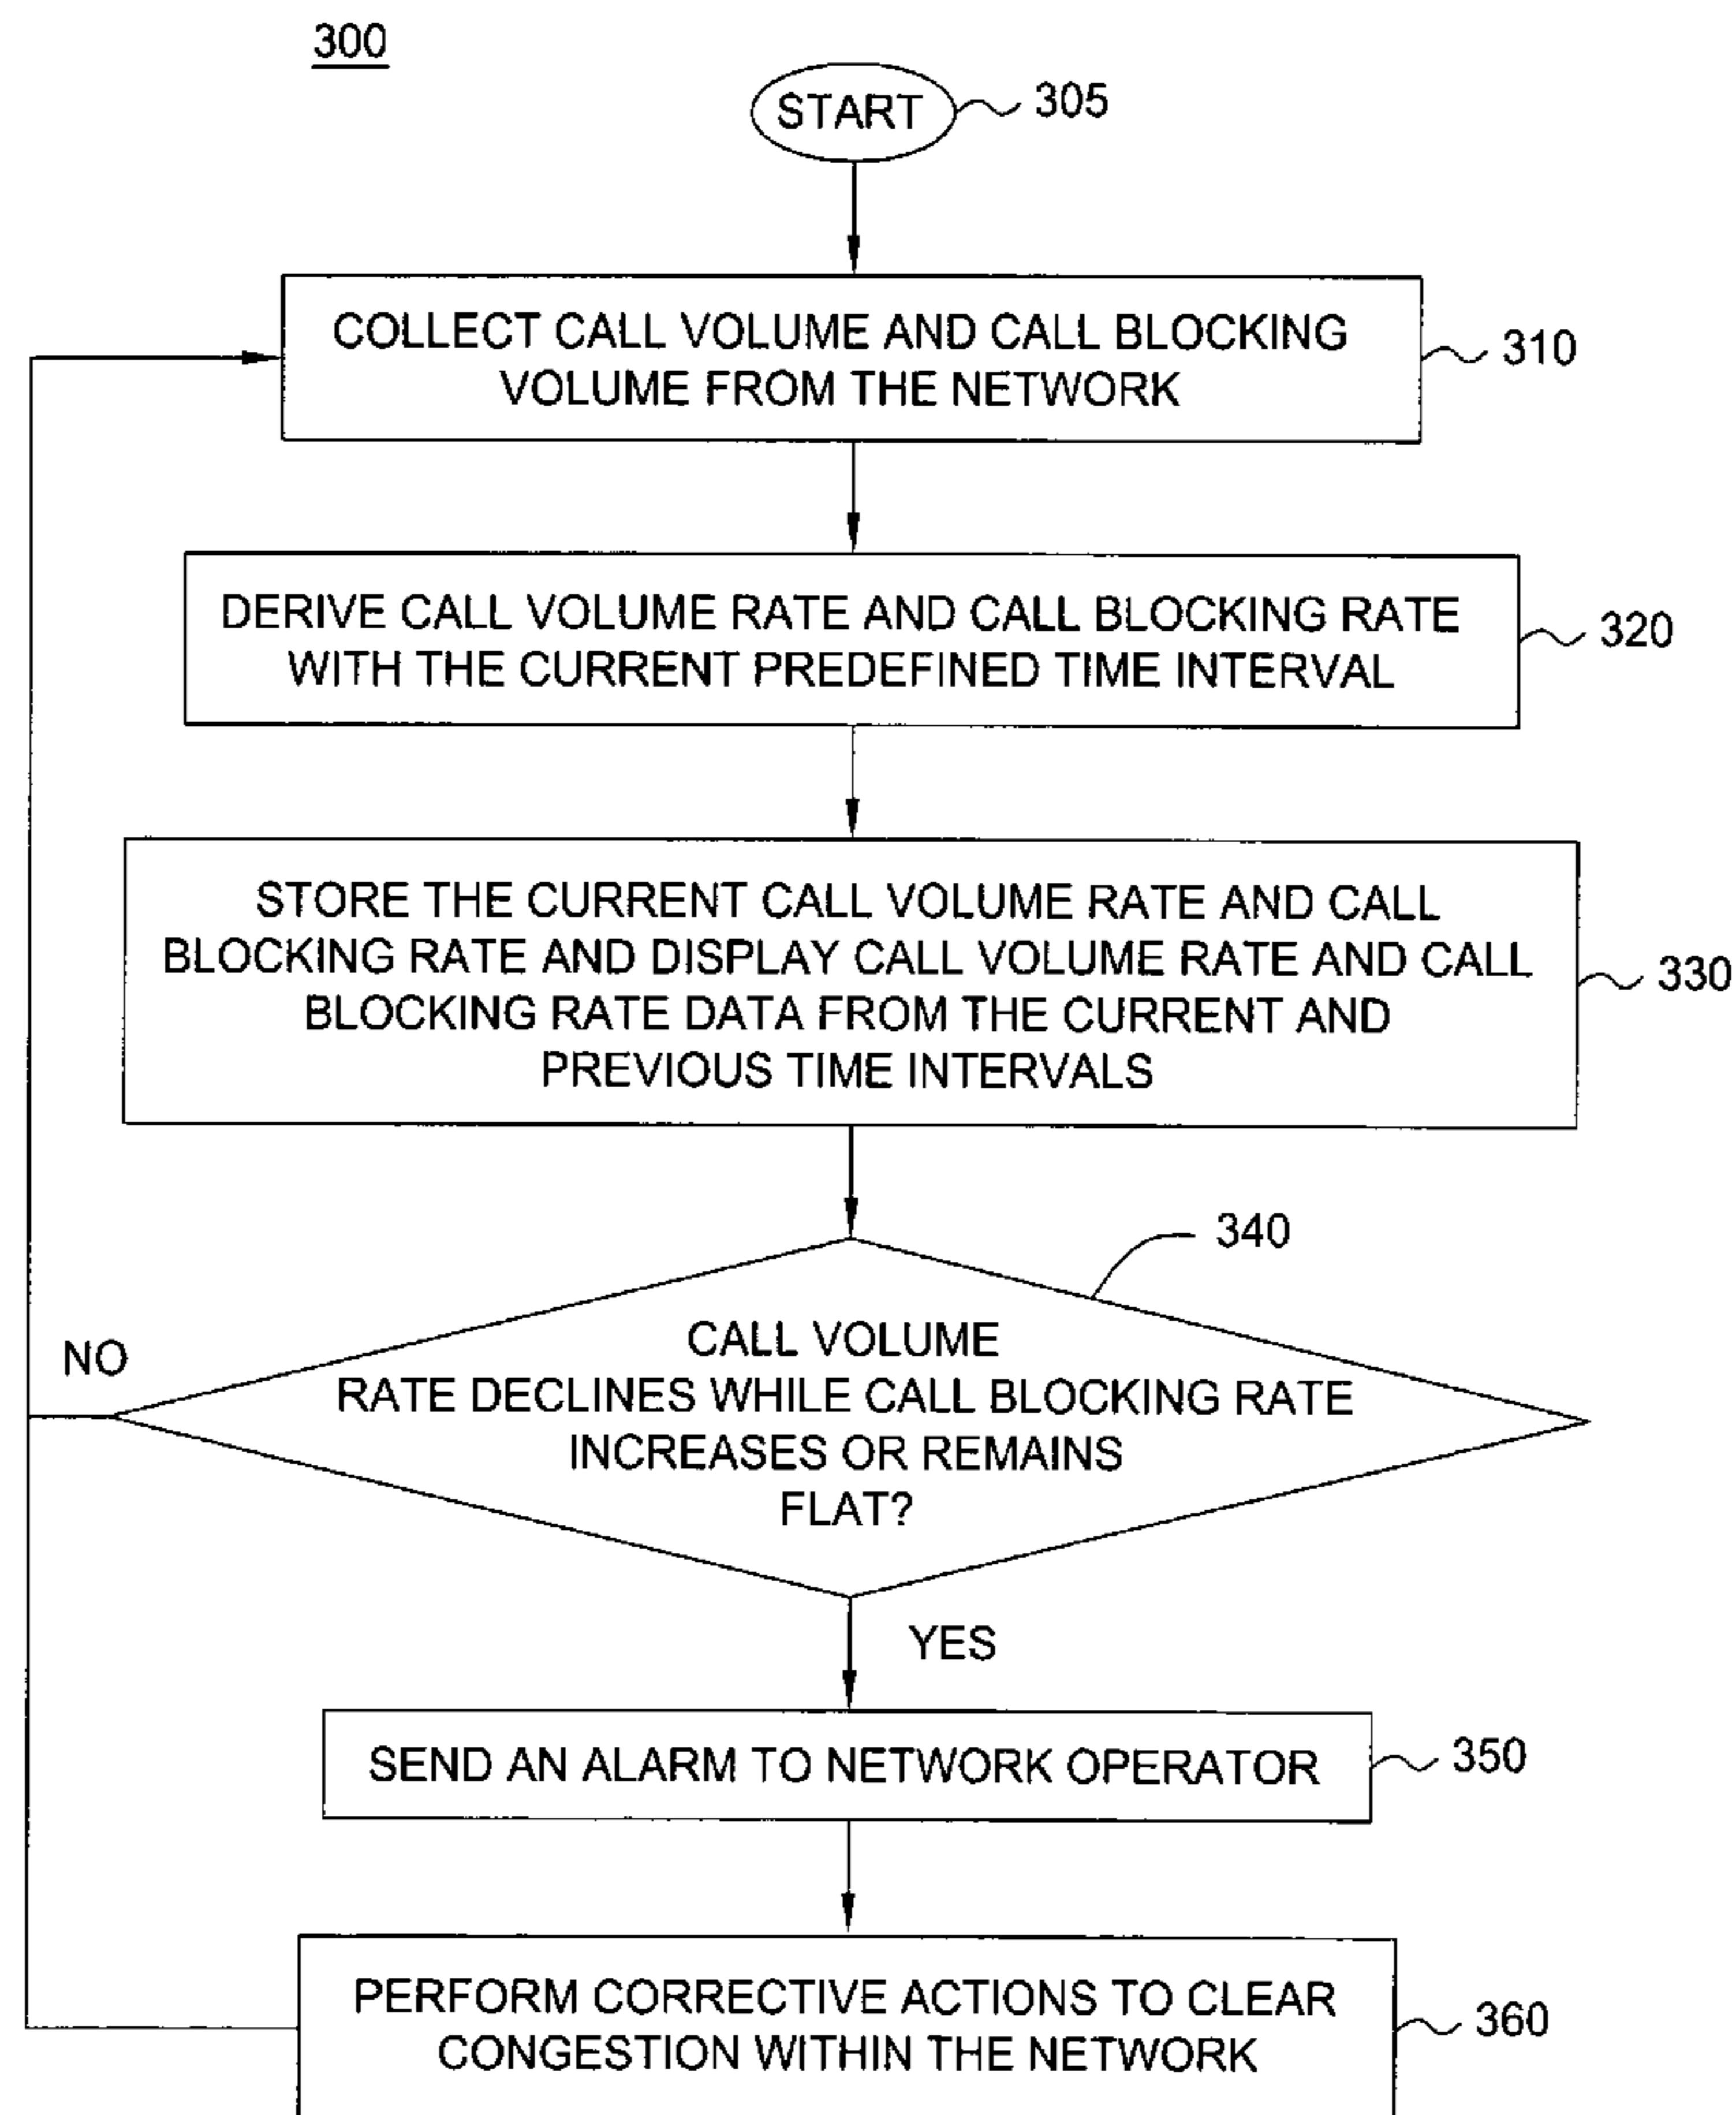 300
START
305
COLLECT CALL VOLUME AND CALL BLOCKING
VOLUME FROM THE NETWORK
310
DERIVE CALL VOLUME RATE AND CALL BLOCKING RATE
WITH THE CURRENT PREDEFINED TIME INTERVAL
320
STORE THE CURRENT CALL VOLUME RATE AND CALL
BLOCKING RATE AND DISPLAY CALL VOLUME RATE AND CALL
BLOCKING RATE DATA FROM THE CURRENT AND
PREVIOUS TIME INTERVALS
330
340
CALL VOLUME
RATE DECLINES WHILE CALL BLOCKING RATE
INCREASES OR REMAINS
FLAT?
NO
YES
SEND AN ALARM TO NETWORK OPERATOR
350
PERFORM CORRECTIVE ACTIONS TO CLEAR
CONGESTION WITHIN THE NETWORK
360